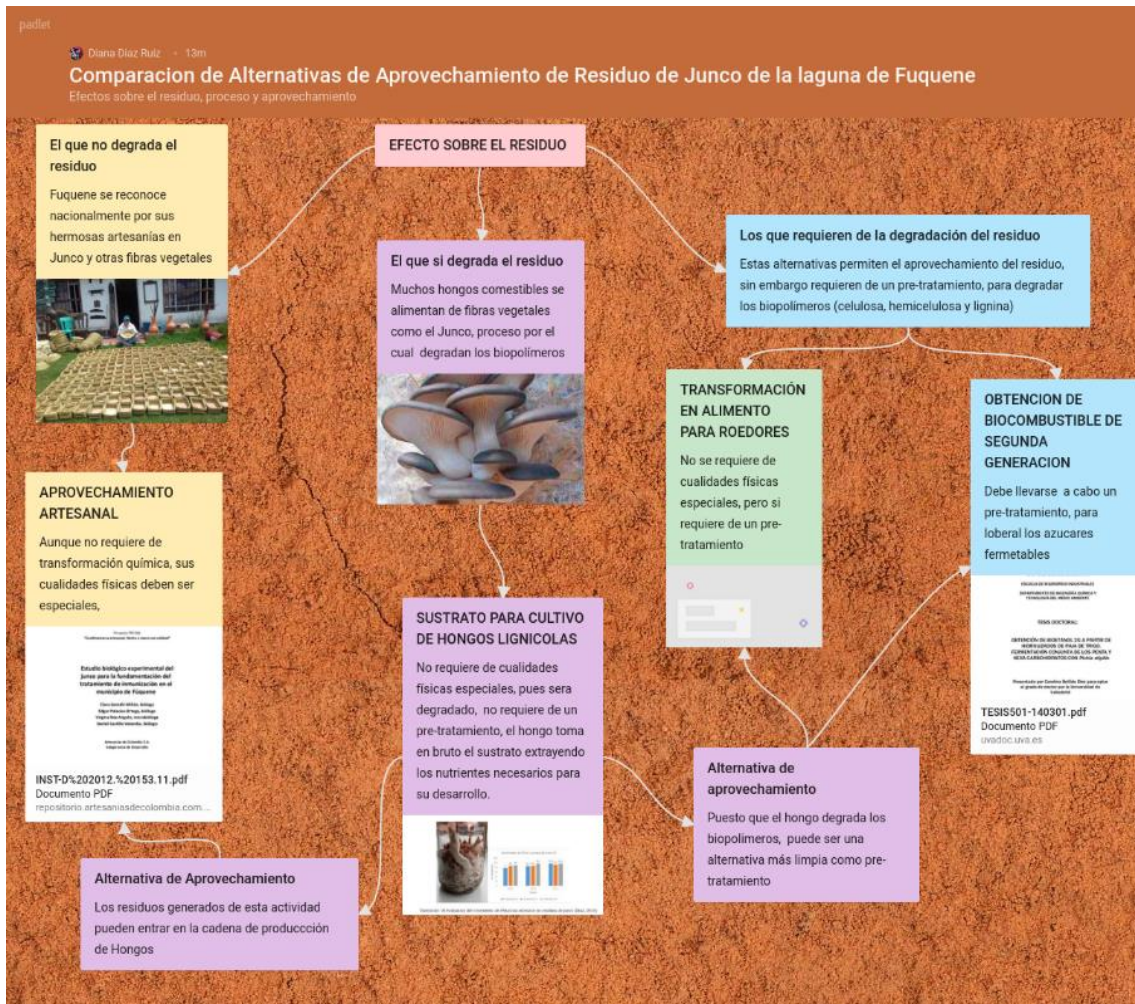 padlet
Diana Diaz Ruiz • 13m
Comparacion de Alternativas de Aprovechamiento de Residuo de Junco de la laguna de Fuquene
Efectos sobre el residuo, proceso y aprovechamiento
El que no degrada el
residuo
Fuquene se reconoce
nacionalmente por sus
hermosas artesanías en
Junco y otras fibras vegetales
EFECTO SOBRE EL RESIDUO
El que si degrada el residuo
Muchos hongos comestibles se
alimentan de fibras vegetales
como el Junco, proceso por el
cual degradan los biopolímeros
Los que requieren de la degradación del residuo
Estas alternativas permiten el aprovechamiento del residuo,
sin embargo requieren de un pre-tratamiento, para degradar
los biopolímeros (celulosa, hemicelulosa y lignina)
APROVECHAMIENTO
ARTESANAL
Aunque no requiere de
transformación química, sus
cualidades físicas deben ser
especiales,
Estudio biológico experimental del
junco para la fundamentación del
tratamiento de inmunización en el
municipio de Fúquene
INST-D%202012.%20153.11.pdf
Documento PDF
repositorio.artesaniasdecolombia.com...
SUSTRATO PARA CULTIVO
DE HONGOS LIGNICOLAS
No requiere de cualidades
físicas especiales, pues sera
degradado, no requiere de un
pre-tratamiento, el hongo toma
en bruto el sustrato extrayendo
los nutrientes necesarios para
su desarrollo.
TRANSFORMACIÓN
EN ALIMENTO
PARA ROEDORES
No se requiere de
cualidades físicas
especiales, pero si
requiere de un pre-
tratamiento
OBTENCION DE
BIOCOMBUSTIBLE DE
SEGUNDA
GENERACION
Debe llevarse a cabo un
pre-tratamiento, para
loberal los azucares
fermetables
TESIS DOCTORAL:
TESIS501-140301.pdf
Documento PDF
uvadoc.uva.es
Alternativa de
aprovechamiento
Puesto que el hongo degrada los
biopolimeros, puede ser una
alternativa más limpia como pre-
tratamiento
Alternativa de Aprovechamiento
Los residuos generados de esta actividad
pueden entrar en la cadena de produccción
de Hongos